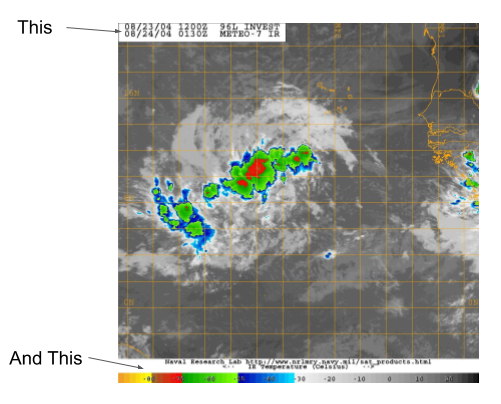 This
08/23/04 1200Z 96L INVEST
08/24/04 0130Z METEO-7 IR
And This
Naval Research Lab http://www.nrlmry.navy.mil/sat_products.html
<-- IR Temperature (Celsius) -->
-30 -20 -10 0 10 20